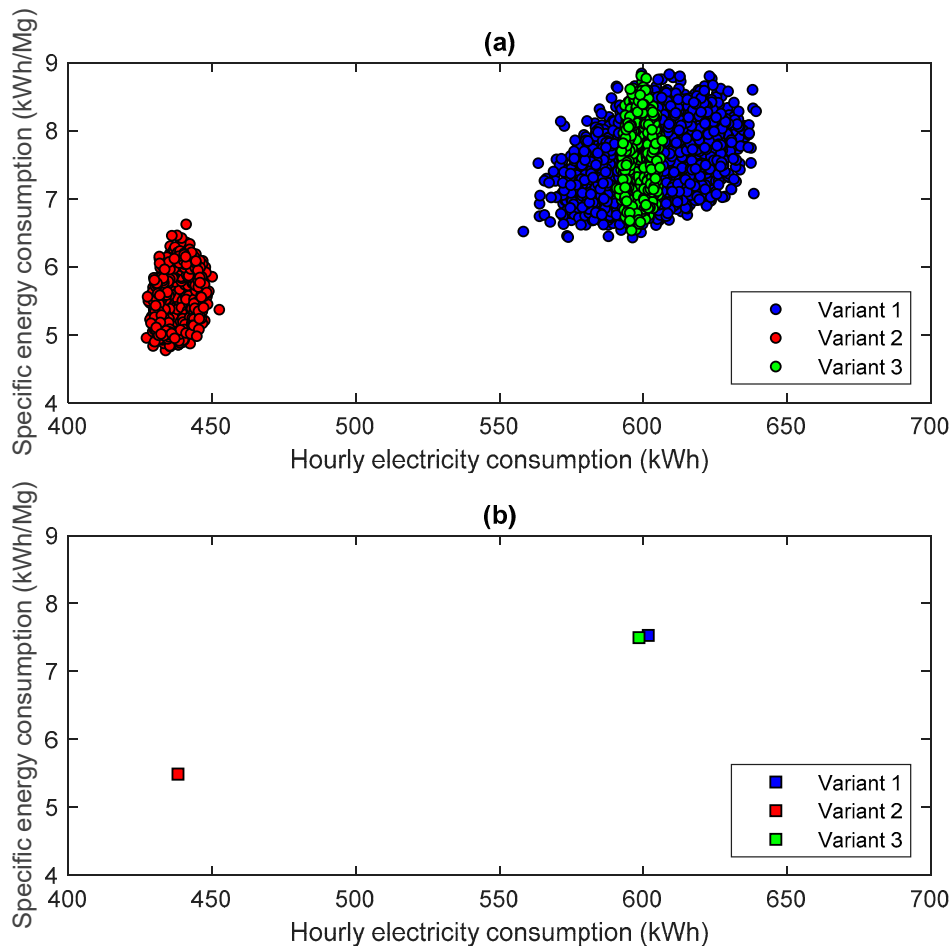 (a)
Specific energy consumption (kWh/Mg)
9
8
7
6
5
4
400 450 500 550 600 650 700
Hourly electricity consumption (kWh)
Variant 1
Variant 2
Variant 3
(b)
Specific energy consumption (kWh/Mg)
9
8
7
6
5
4
400 450 500 550 600 650 700
Hourly electricity consumption (kWh)
Variant 1
Variant 2
Variant 3